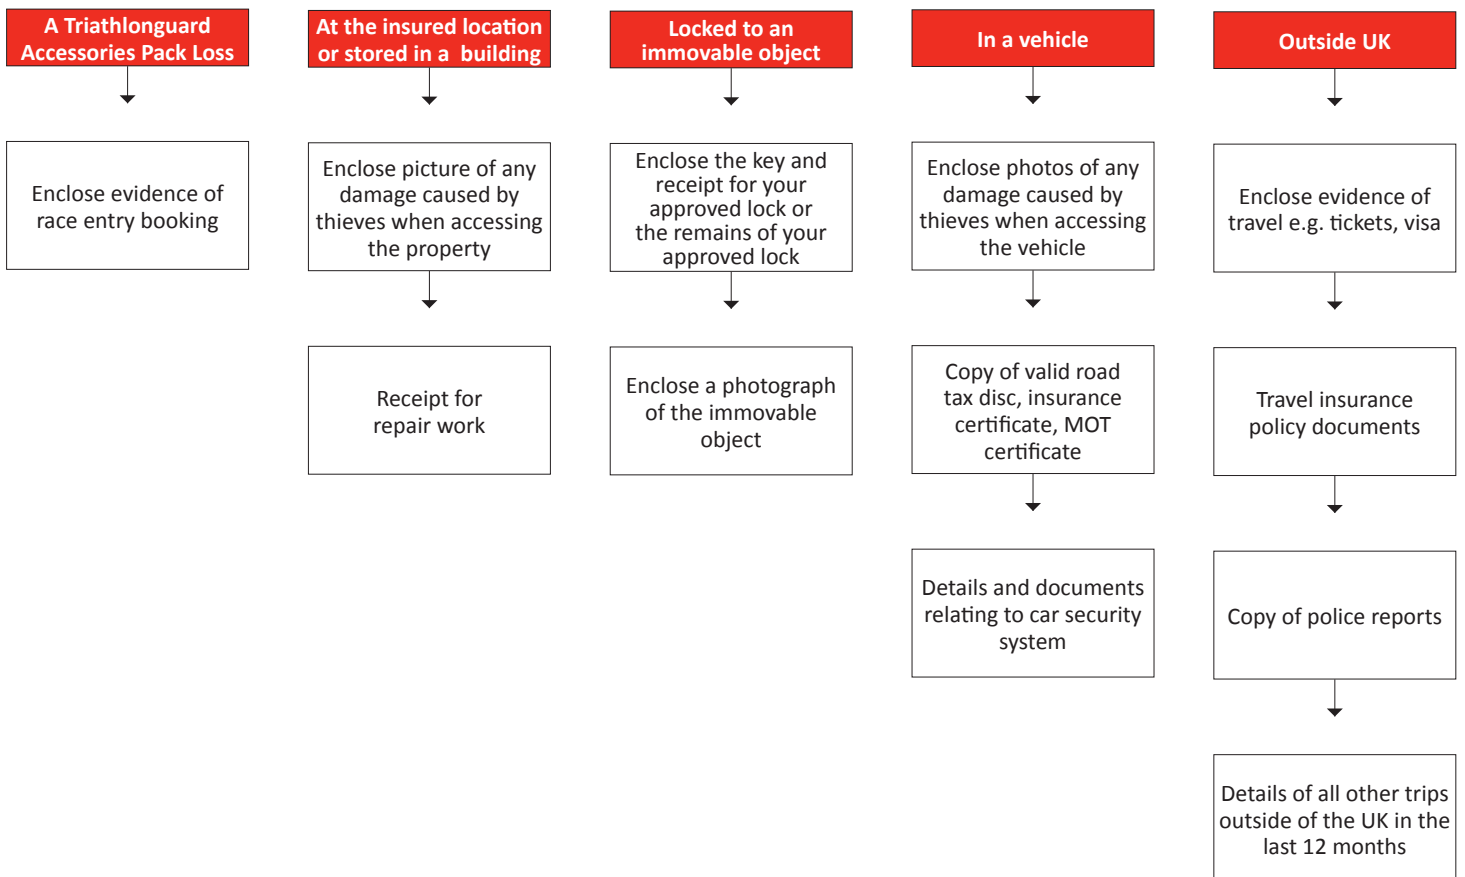 A Triathlonguard
Accessories Pack Loss
Enclose evidence of
race entry booking
At the insured location
or stored in a building
Enclose picture of any
damage caused by
thieves when accessing
the property
Receipt for
repair work
Locked to an
immovable object
Enclose the key and
receipt for your
approved lock or
the remains of your
approved lock
Enclose a photograph
of the immovable
object
In a vehicle
Enclose photos of any
damage caused by
thieves when accessing
the vehicle
Copy of valid road
tax disc, insurance
certificate, MOT
certificate
Details and documents
relating to car security
system
Outside UK
Enclose evidence of
travel e.g. tickets, visa
Travel insurance
policy documents
Copy of police reports
Details of all other trips
outside of the UK in the
last 12 months